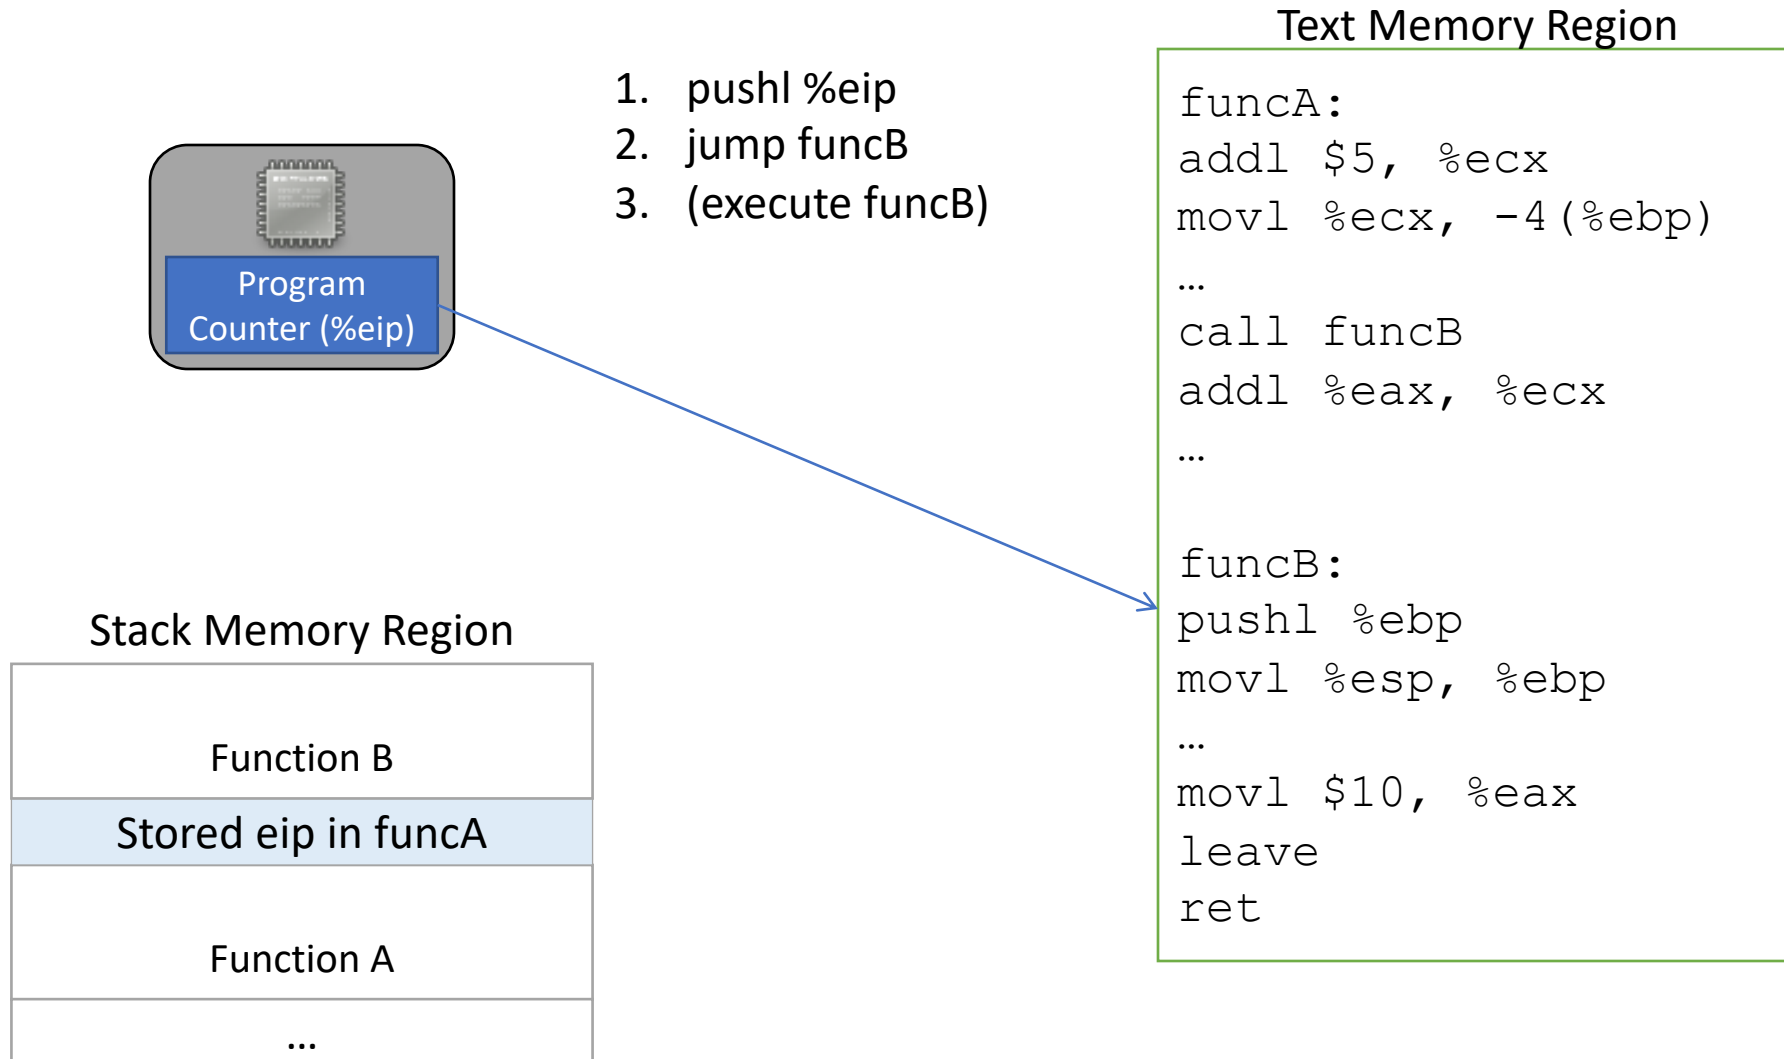 Text Memory Region
1. pushl %eip
2. jump funcB
3. (execute funcB)
Program
Counter (%eip)
funcA:
addl $5, %ecx
movl %ecx, -4(%ebp)
…
call funcB
addl %eax, %ecx
…
funcB:
pushl %ebp
movl %esp, %ebp
…
movl $10, %eax
leave
ret
Stack Memory Region
Function B
Stored eip in funcA
Function A
…